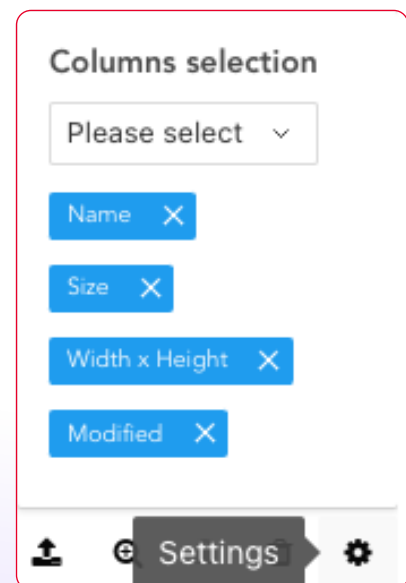 Columns selection
Please select
Name
Size
Width x Height
Modified
Settings